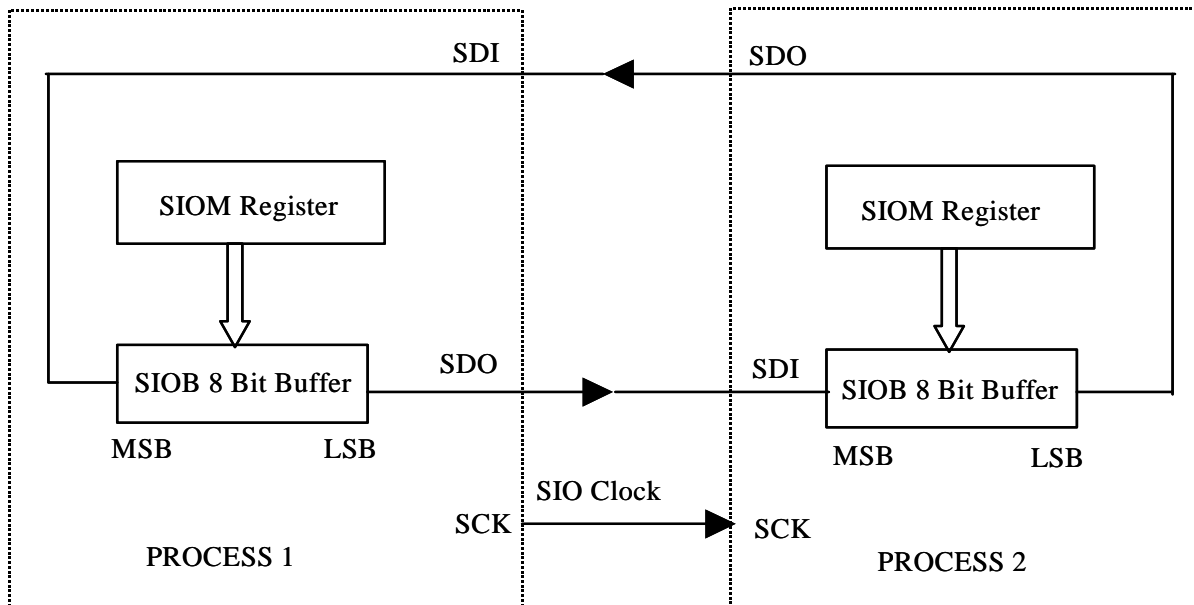 SDI
SDO
SIOM Register
SIOM Register
SIOB 8 Bit Buffer
SDO
SDI
SIOB 8 Bit Buffer
MSB
LSB
MSB
LSB
SIO Clock
SCK
SCK
PROCESS 1
PROCESS 2